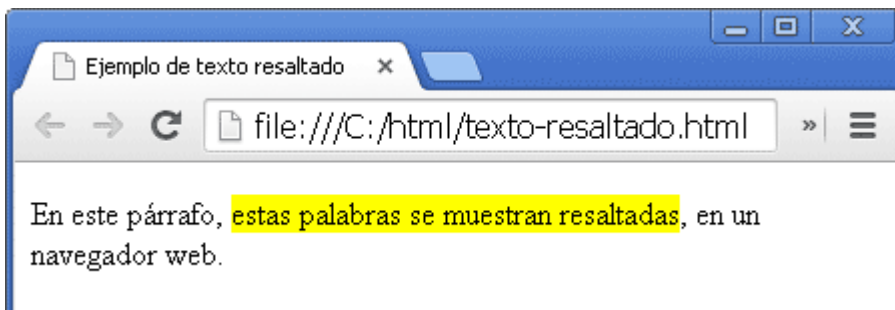 Ejemplo de texto resaltado
file:///C:/html/texto-resaltado.html
En este párrafo, estas palabras se muestran resaltadas, en un
navegador web.